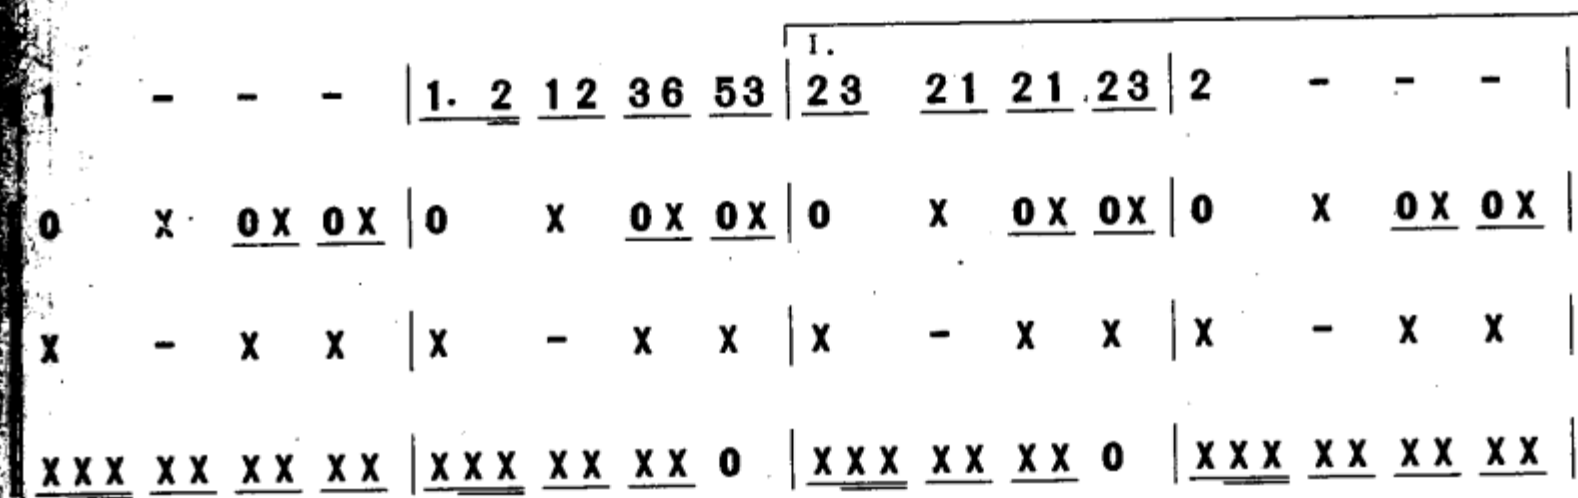 I.
1 - - - | 1. 2 12 36 53 | 23 21 21 23 | 2 - - - |
0 X 0X 0X | 0 X 0X 0X | 0 X 0X 0X | 0 X 0X 0X |
X - X X | X - X X | X - X X | X - X X |
XXX XX XX XX | XXX XX XX 0 | XXX XX XX 0 | XXX XX XX XX |